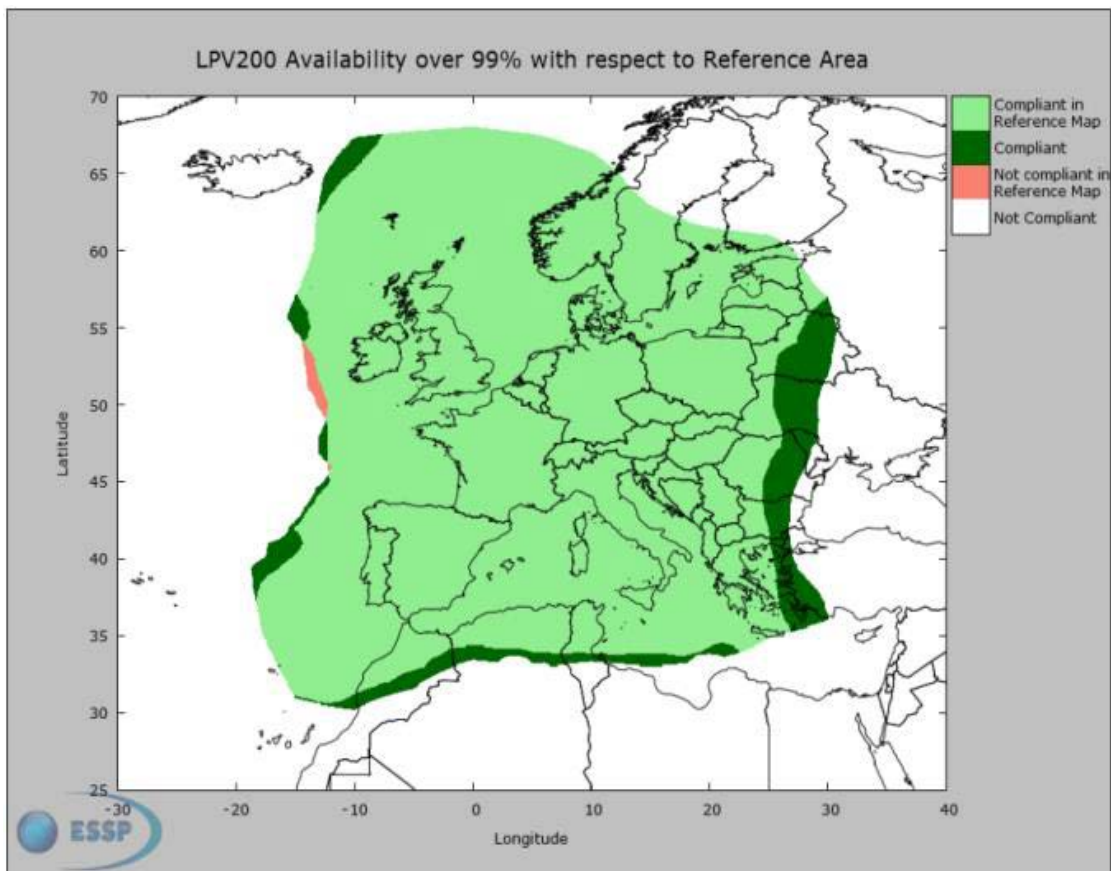 LPV200 Availability over 99% with respect to Reference Area
Compliant in
Reference Map
Compliant
Not compliant in
Reference Map
Not Compliant
70
65
60
55
50
45
40
35
30
25
Latitude
-30
-20
-10
0
10
20
30
40
Longitude
ESSP